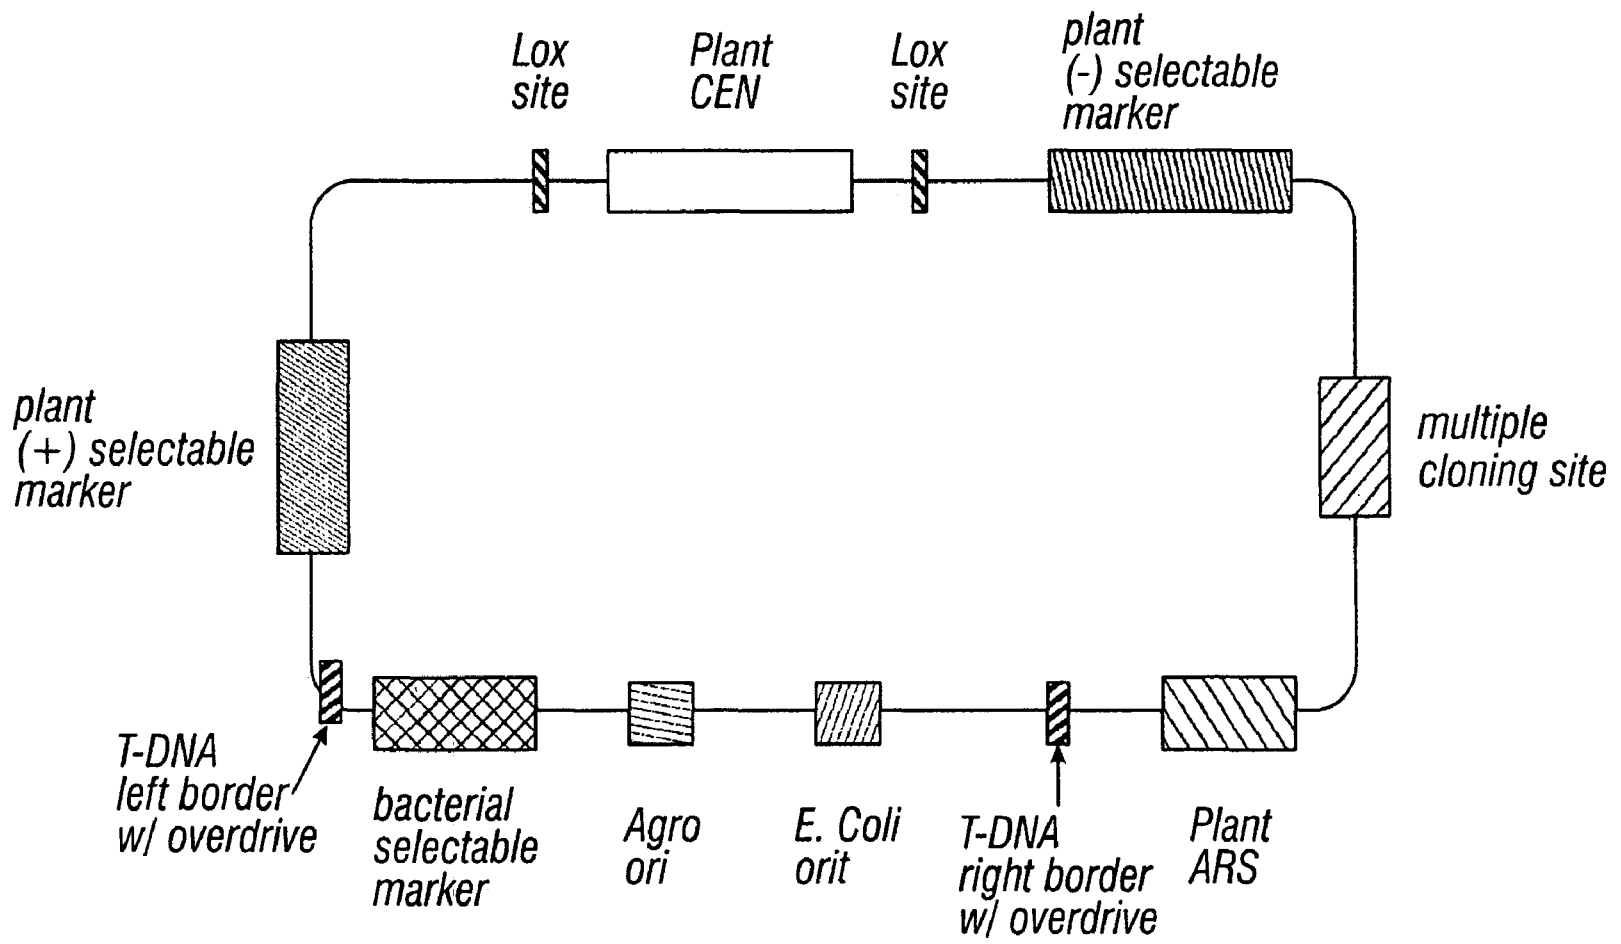 Lox
site
Plant
CEN
Lox
site
plant
(-) selectable
marker
plant
(+) selectable
marker
multiple
cloning site
T-DNA
left border
w/ overdrive
bacterial
selectable
marker
Agro
ori
E. Coli
orit
T-DNA
right border
w/ overdrive
Plant
ARS